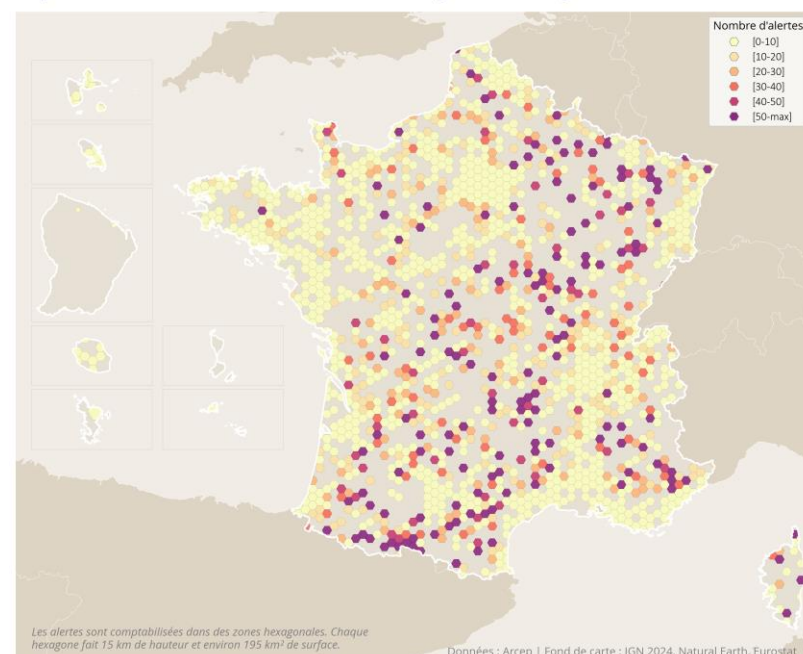 Nombre d'alertes
[0-10]
[10-20]
[20-30]
[30-40]
[40-50]
[50-max]
Les alertes sont comptabilisées dans des zones hexagonales. Chaque
hexagone fait 15 km de hauteur et environ 195 km² de surface.
Données : Arcep | Fond de carte : IGN 2024, Natural Earth, Eurostat